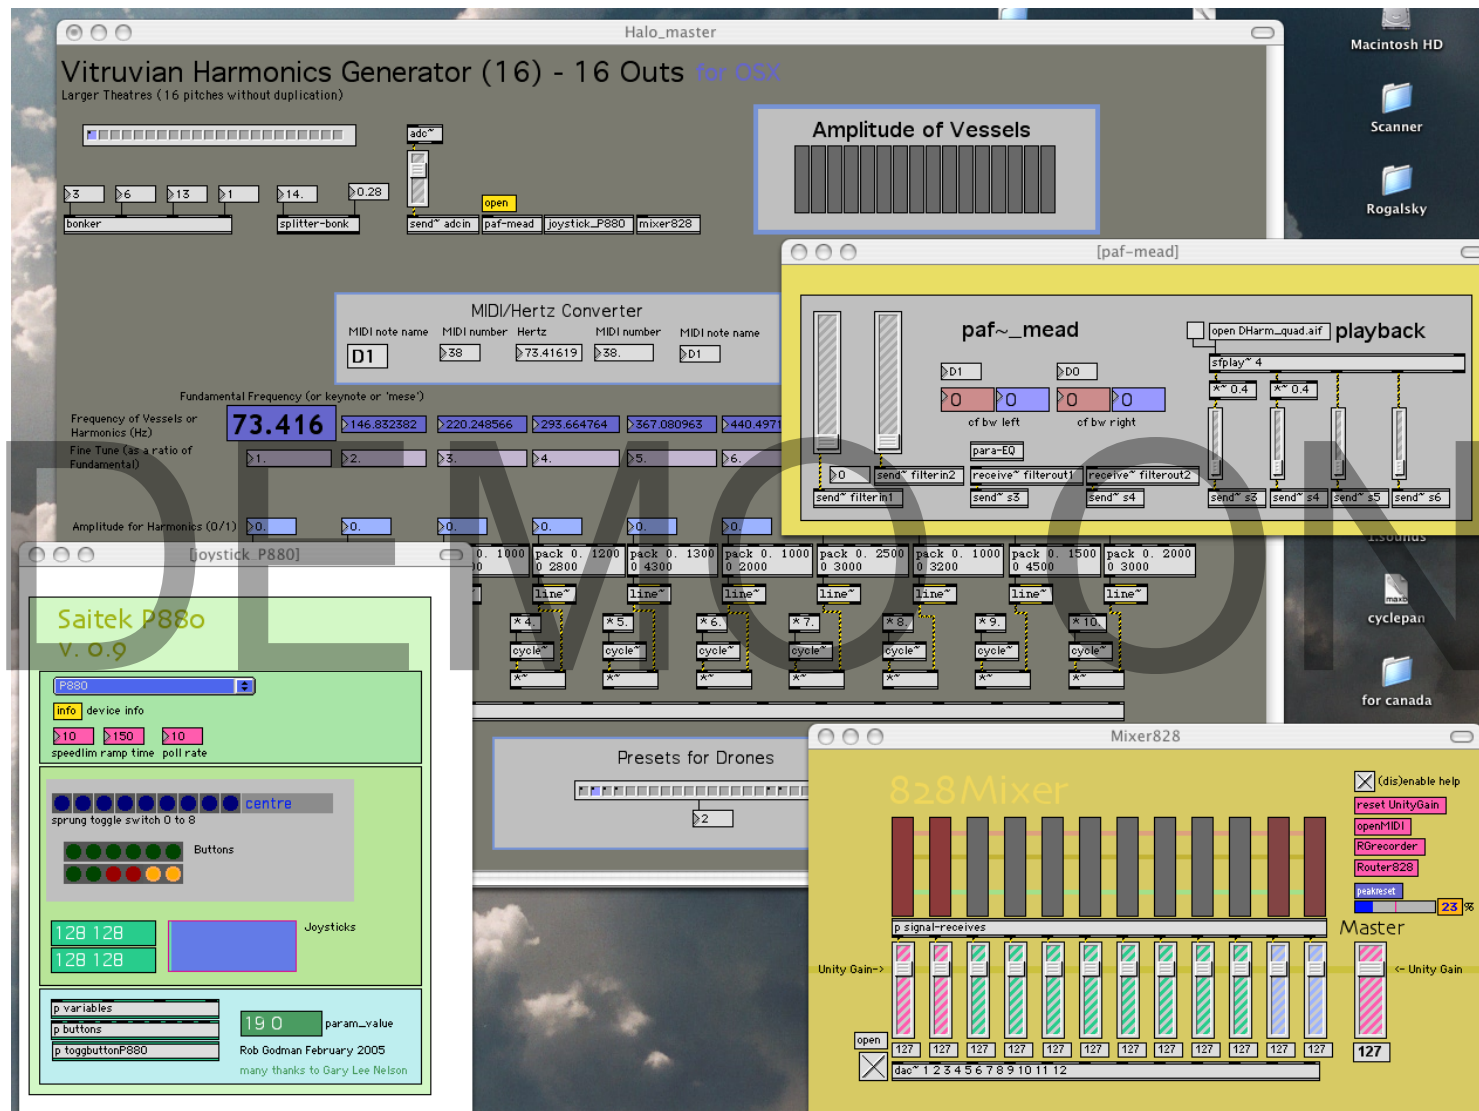 Halo_master
Macintosh HD
Vitruvian Harmonics Generator (16) - 16 Outs for OSX
Larger Theatres (16 pitches without duplication)
Scanner
Rogalsky
adc~
Amplitude of Vessels
3 6 13 1 14. 0.28
open
bonker splitter-bonk send~ adcin paf-mead joystick_P880 mixer828
[paf-mead]
MIDI/Hertz Converter
MIDI note name MIDI number Hertz MIDI number MIDI note name
D1 38 73.41619 38. D1
paf~_mead
open DHarm_quad.aif playback
sfplay~ 4
D1 D0
*~ 0.4 *~ 0.4
0 0 0 0
cf bw left cf bw right
para-EQ
0 send~ filterin2 receive~ filterout1 receive~ filterout2
send~ filterin1 send~ s3 send~ s4 send~ s3 send~ s4 send~ s5 send~ s6
Fundamental Frequency (or keynote or 'mese')
Frequency of Vessels or
Harmonics (Hz)
73.416 146.832382 220.248566 293.664764 367.080963 440.4971
Fine Tune (as a ratio of
Fundamental)
1. 2. 3. 4. 5. 6.
Amplitude for Harmonics (0/1) 0. 0. 0. 0. 0. 0.
DEMO ON
1.sounds
maxb
cyclepan
for canada
0. 1000 pack 0. 1200 pack 0. 1300 pack 0. 1000 pack 0. 2500 pack 0. 1000 pack 0. 1500 pack 0. 2000
0 2800 0 4300 0 2000 0 3000 0 3200 0 4500 0 3000
line~ line~ line~ line~ line~ line~ line~
* 4. * 5. * 6. * 7. * 8. * 9. * 10.
cycle~ cycle~ cycle~ cycle~ cycle~ cycle~ cycle~
*~ *~ *~ *~ *~ *~ *~
Presets for Drones
2
[joystick_P880]
Saitek P880
v. 0.9
P880
info device info
10 150 10
speedlim ramp time poll rate
centre
sprung toggle switch 0 to 8
Buttons
128 128
128 128
Joysticks
p variables
p buttons
p toggbuttonP880
19 0 param_value
Rob Godman February 2005
many thanks to Gary Lee Nelson
Mixer828
828Mixer
(dis)enable help
reset UnityGain
openMIDI
RGrecorder
Router828
peakreset
23 %
p signal-receives
Master
Unity Gain-> <- Unity Gain
open
127 127 127 127 127 127 127 127 127 127 127 127 127
dac~ 1 2 3 4 5 6 7 8 9 10 11 12